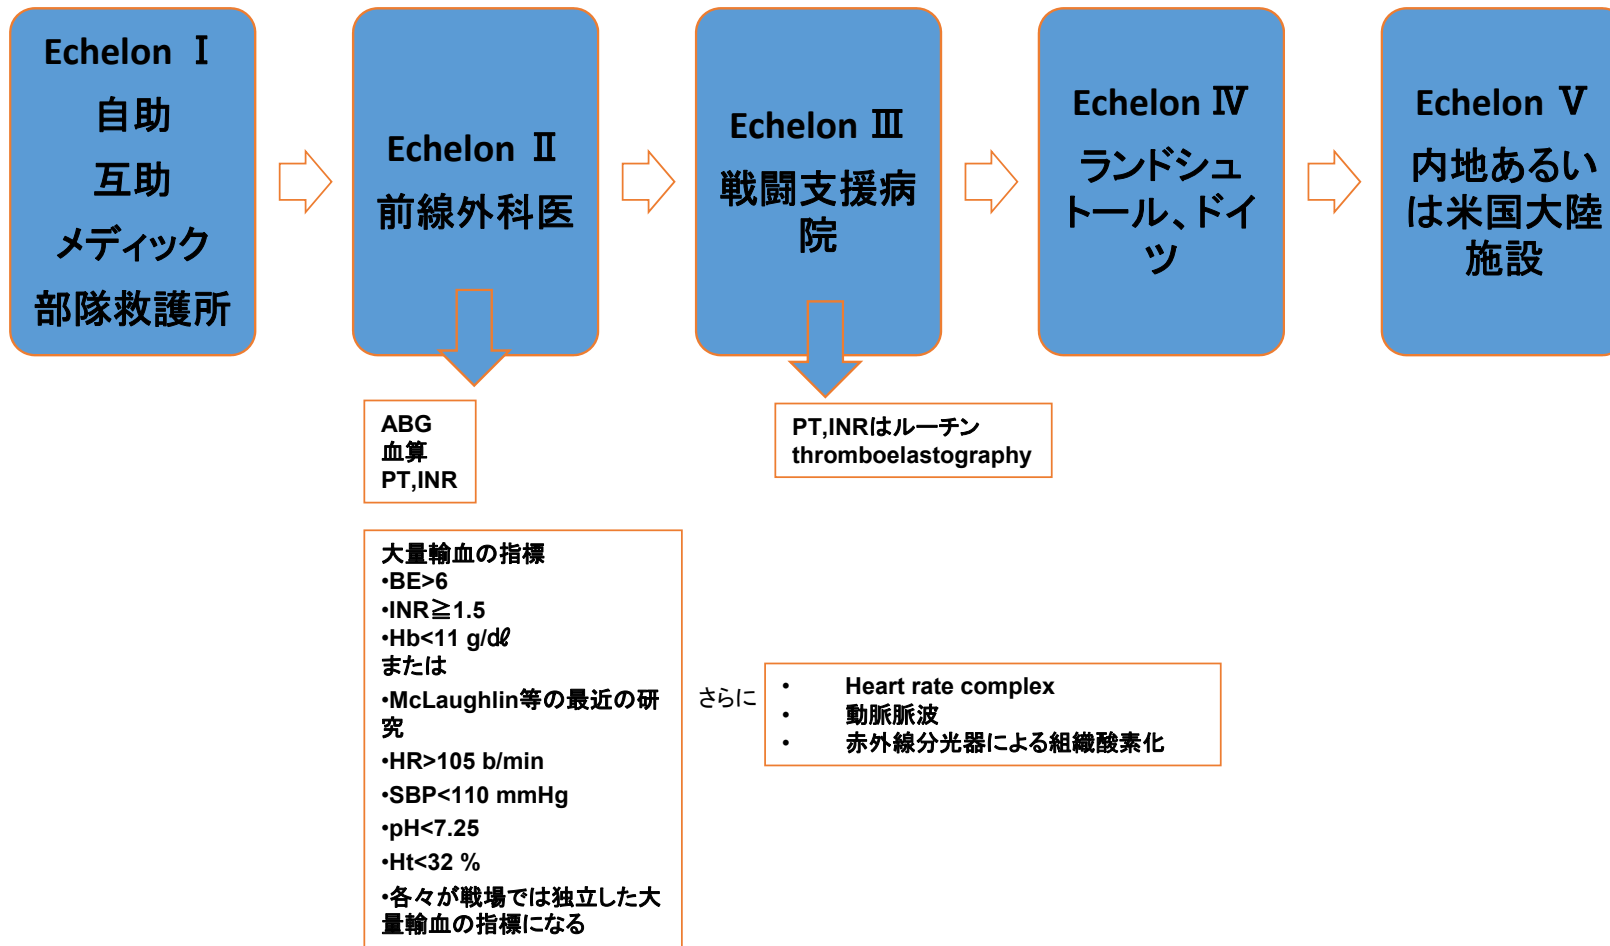 Echelon Ⅰ
自助
互助
メディック
部隊救護所
Echelon Ⅱ
前線外科医
Echelon Ⅲ
戦闘支援病
院
Echelon Ⅳ
ランドシュ
トール、ドイ
ツ
Echelon Ⅴ
内地あるい
は米国大陸
施設
ABG
血算
PT,INR
PT,INRはルーチン
thromboelastography
大量輸血の指標
•BE>6
•INR≧1.5
•Hb<11 g/dℓ
または
•McLaughlin等の最近の研
究
•HR>105 b/min
•SBP<110 mmHg
•pH<7.25
•Ht<32 %
•各々が戦場では独立した大
量輸血の指標になる
さらに
• Heart rate complex
• 動脈脈波
• 赤外線分光器による組織酸素化